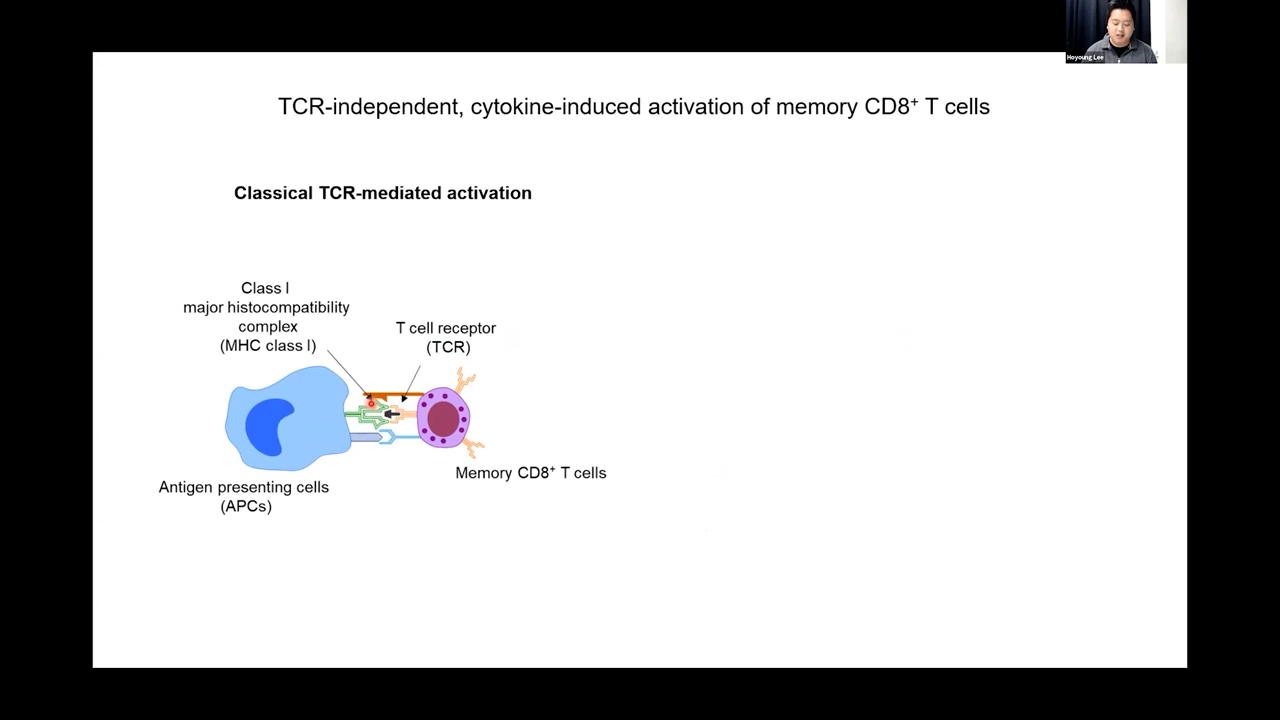 Hoyoung Lee
TCR-independent, cytokine-induced activation of memory CD8⁺ T cells
Classical TCR-mediated activation
Class I
major histocompatibility
complex
(MHC class I)
T cell receptor
(TCR)
Memory CD8⁺ T cells
Antigen presenting cells
(APCs)